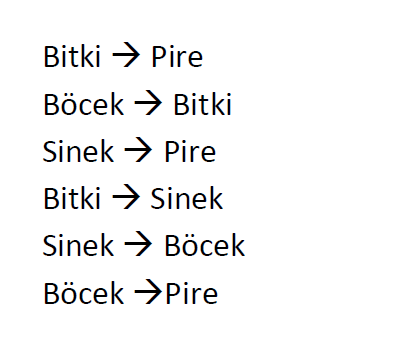 Bitki → Pire
Böcek → Bitki
Sinek → Pire
Bitki → Sinek
Sinek → Böcek
Böcek →Pire